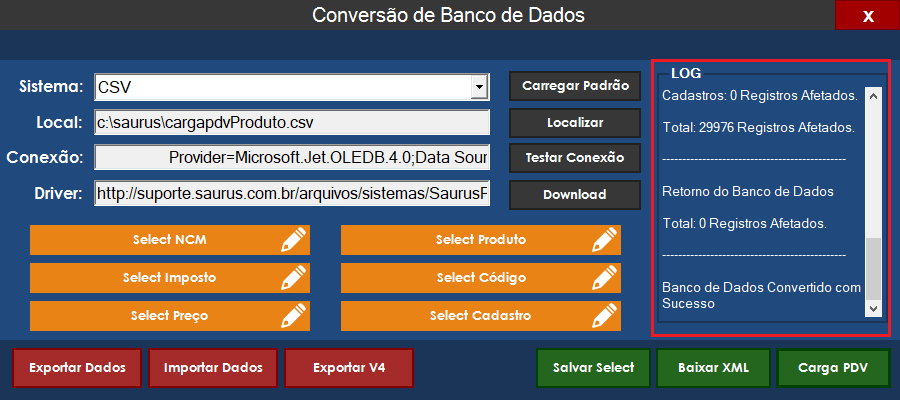 Conversão de Banco de Dados
X
Sistema:
CSV
Carregar Padrão
Local:
c:\saurus\cargapdvProduto.csv
Localizar
Conexão:
Provider=Microsoft.Jet.OLEDB.4.0;Data Sour
Testar Conexão
Driver:
http://suporte.saurus.com.br/arquivos/sistemas/SaurusP
Download
Select NCM
Select Produto
Select Imposto
Select Código
Select Preço
Select Cadastro
LOG
Cadastros: 0 Registros Afetados.
Total: 29976 Registros Afetados.
----------------------------------------------
Retorno do Banco de Dados
Total: 0 Registros Afetados.
----------------------------------------------
Banco de Dados Convertido com
Sucesso
Exportar Dados
Importar Dados
Exportar V4
Salvar Select
Baixar XML
Carga PDV